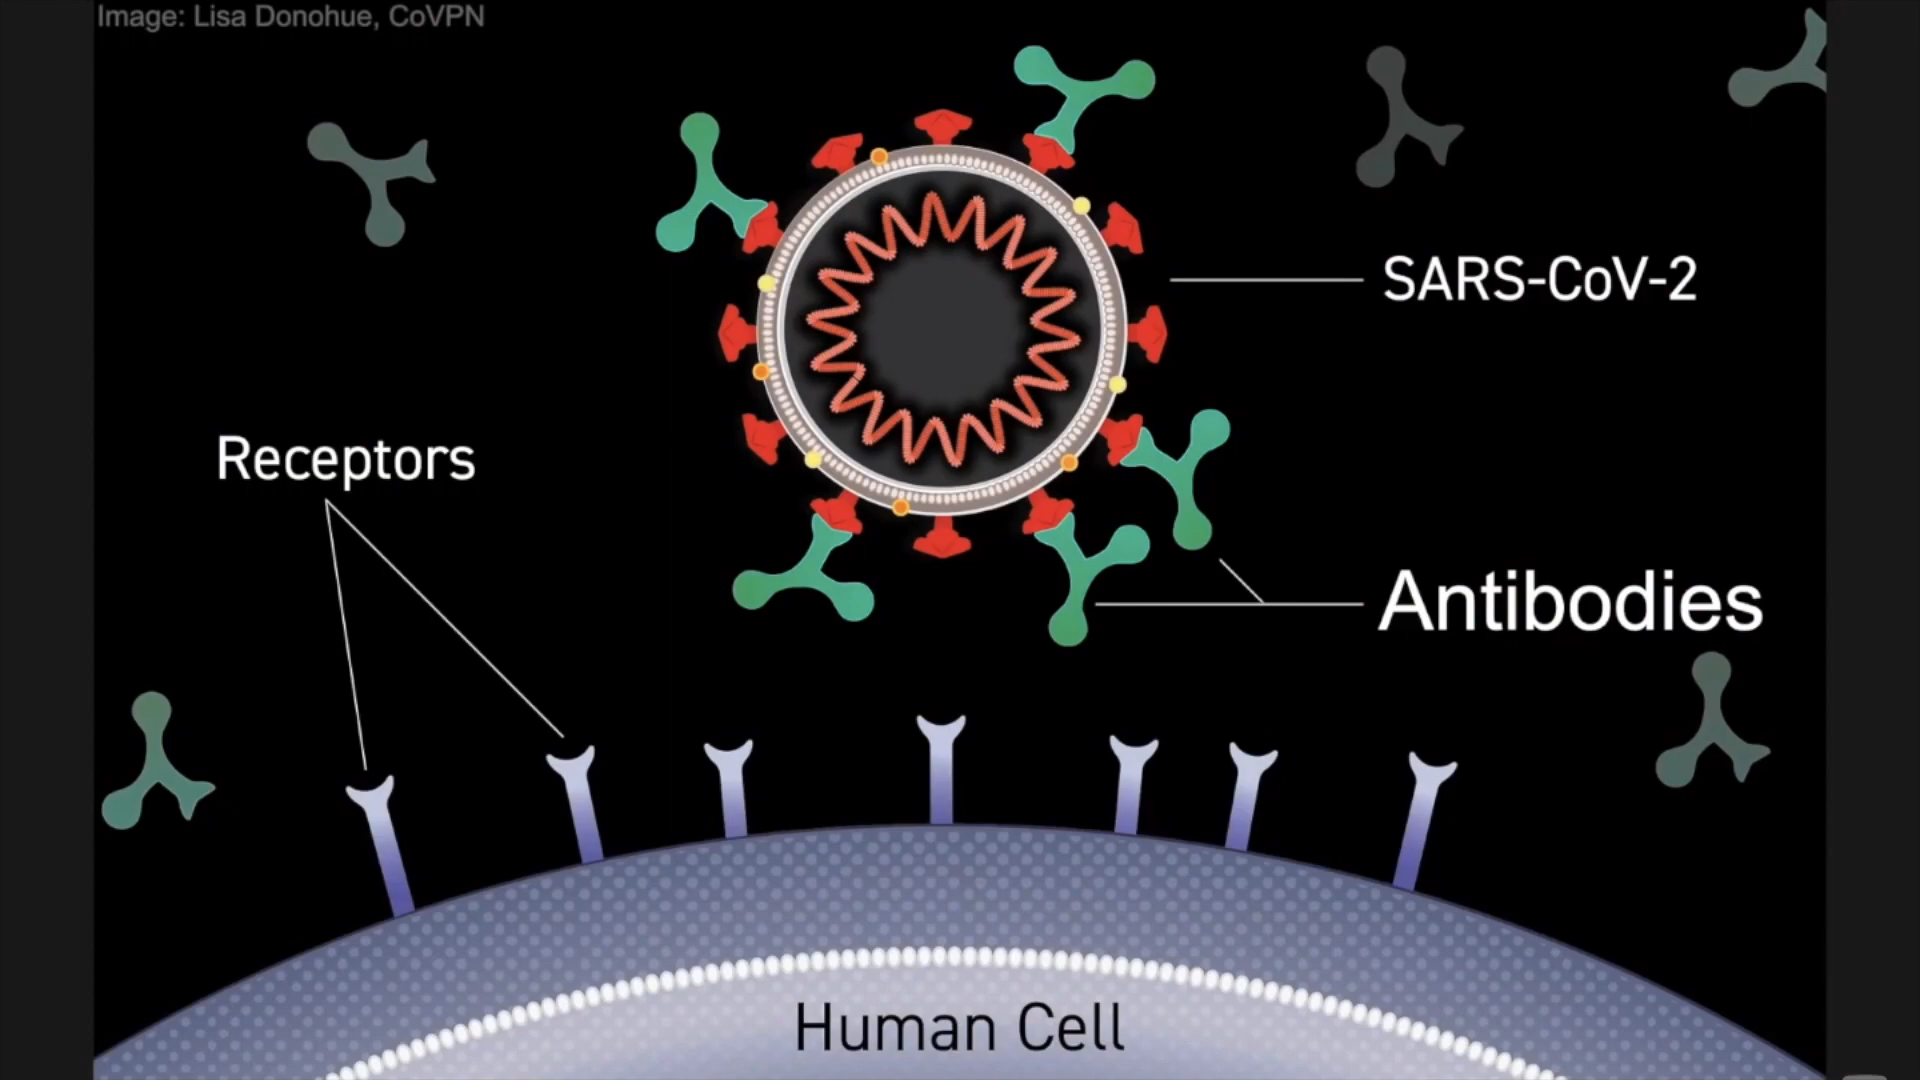 Image: Lisa Donohue, CoVPN
SARS-CoV-2
Receptors
Antibodies
Human Cell